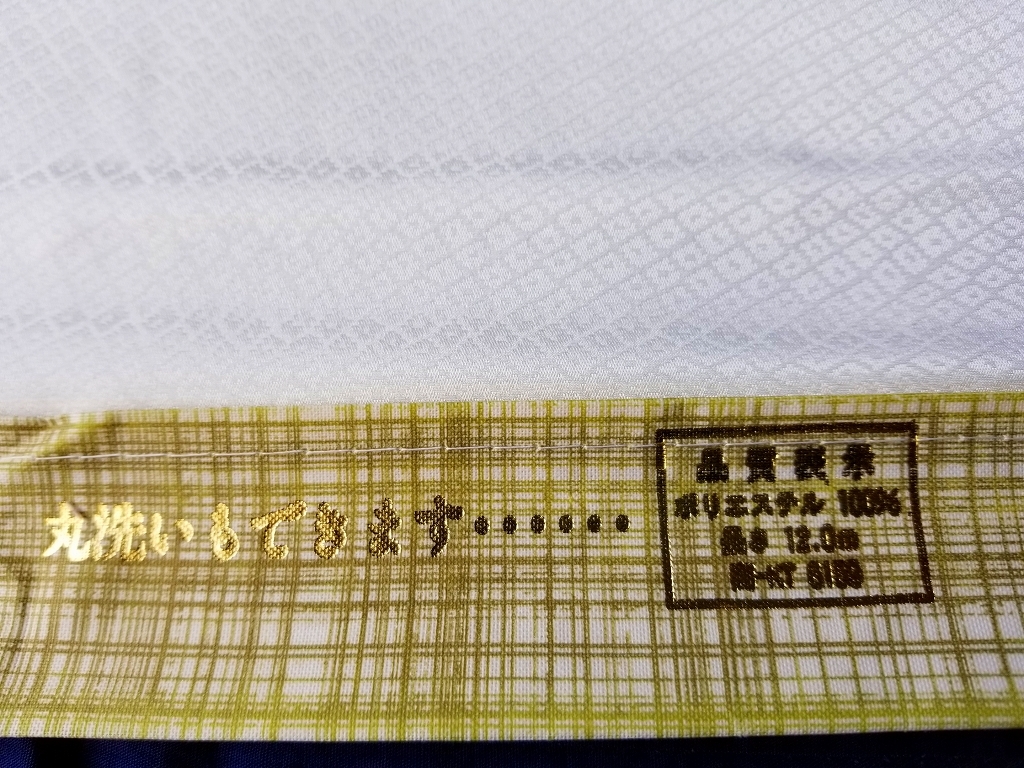 丸洗いもできます・・・・・・・
品質表示
ポリエステル 100%
長さ 12.0m